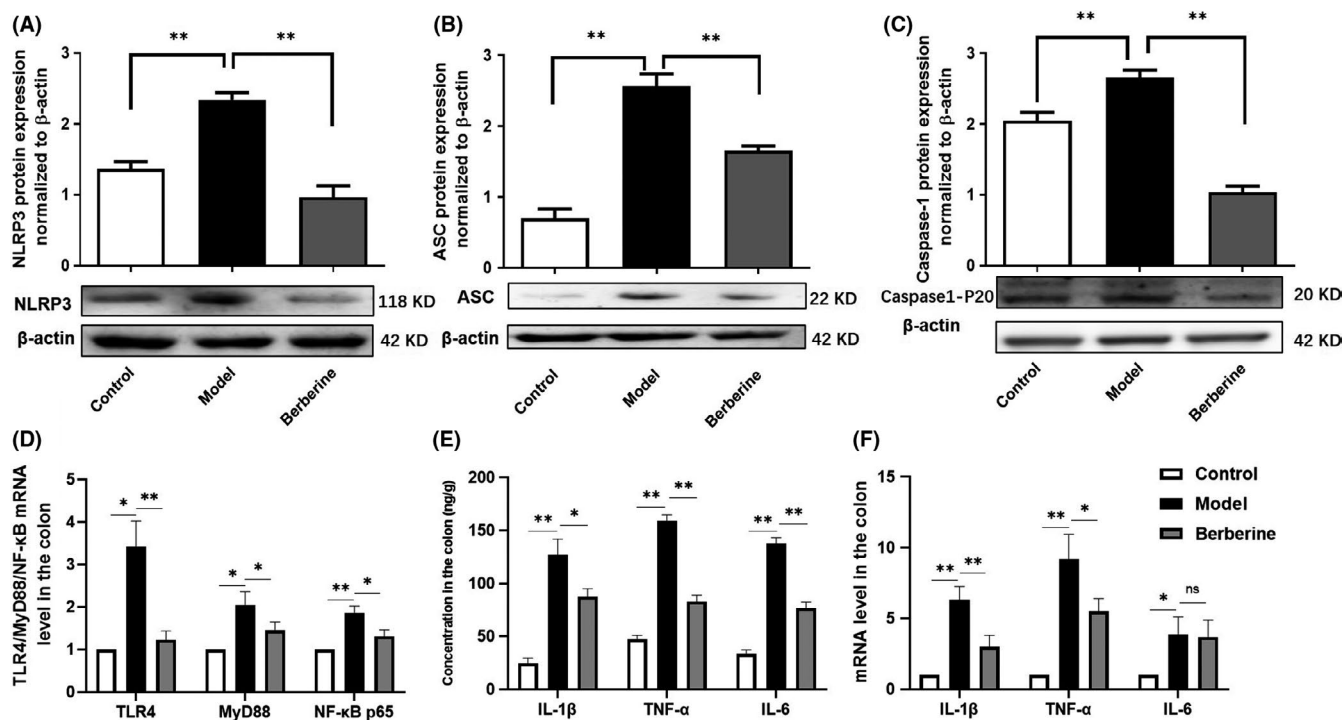 (A)
**
**
NLRP3 protein expression
normalized to β-actin
3
2
1
0
NLRP3
118 KD
β-actin
42 KD
Control
Model
Berberine
(B)
**
**
ASC protein expression
normalized to β-actin
3
2
1
0
ASC
22 KD
β-actin
42 KD
Control
Model
Berberine
(C)
**
**
Caspase-1 protein expression
normalized to β-actin
3
2
1
0
Caspase1-P20
20 KD
β-actin
42 KD
Control
Model
Berberine
(D)
TLR4/MyD88/NF-κB mRNA
level in the colon
5
4
3
2
1
0
*
**
*
*
**
*
TLR4
MyD88
NF-κB p65
(E)
Concentration in the colon (ng/g)
200
150
100
50
0
**
*
**
**
**
**
IL-1β
TNF-α
IL-6
(F)
mRNA level in the colon
15
10
5
0
**
**
**
*
*
ns
IL-1β
TNF-α
IL-6
Control
Model
Berberine